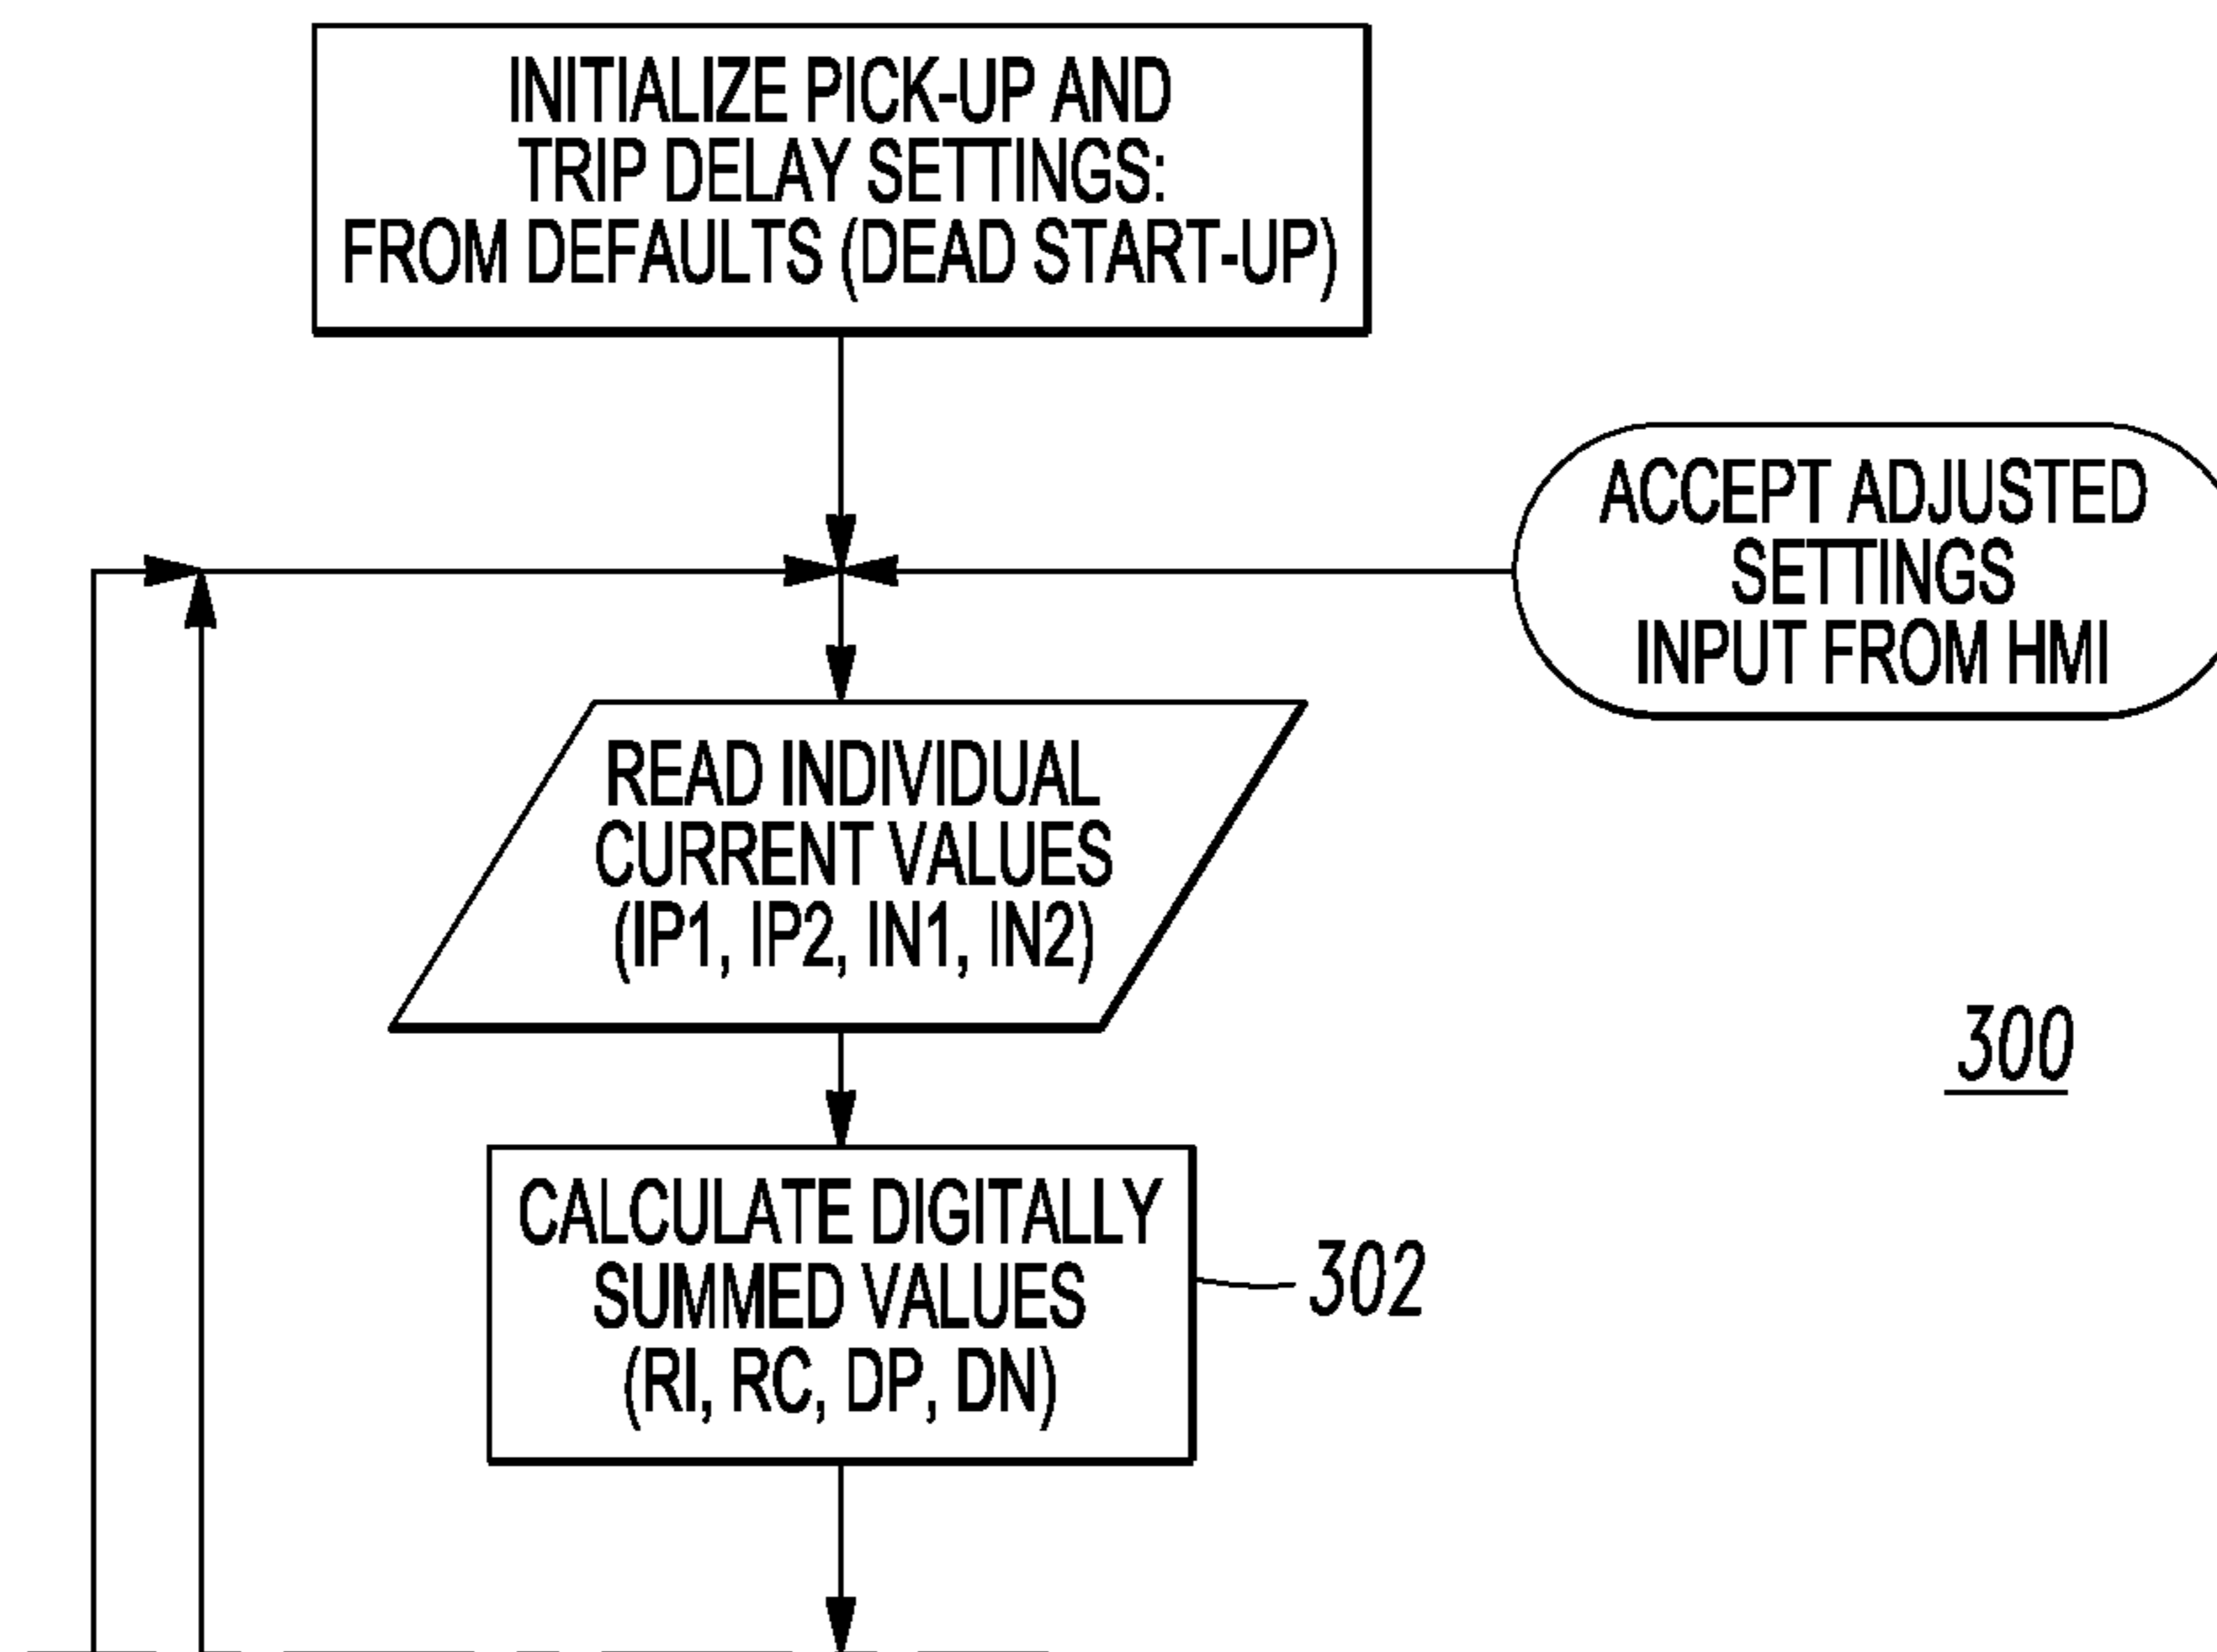 INITIALIZE PICK-UP AND
TRIP DELAY SETTINGS:
FROM DEFAULTS (DEAD START-UP)
ACCEPT ADJUSTED
SETTINGS
INPUT FROM HMI
READ INDIVIDUAL
CURRENT VALUES
(IP1, IP2, IN1, IN2)
300
CALCULATE DIGITALLY
SUMMED VALUES
(RI, RC, DP, DN)
302